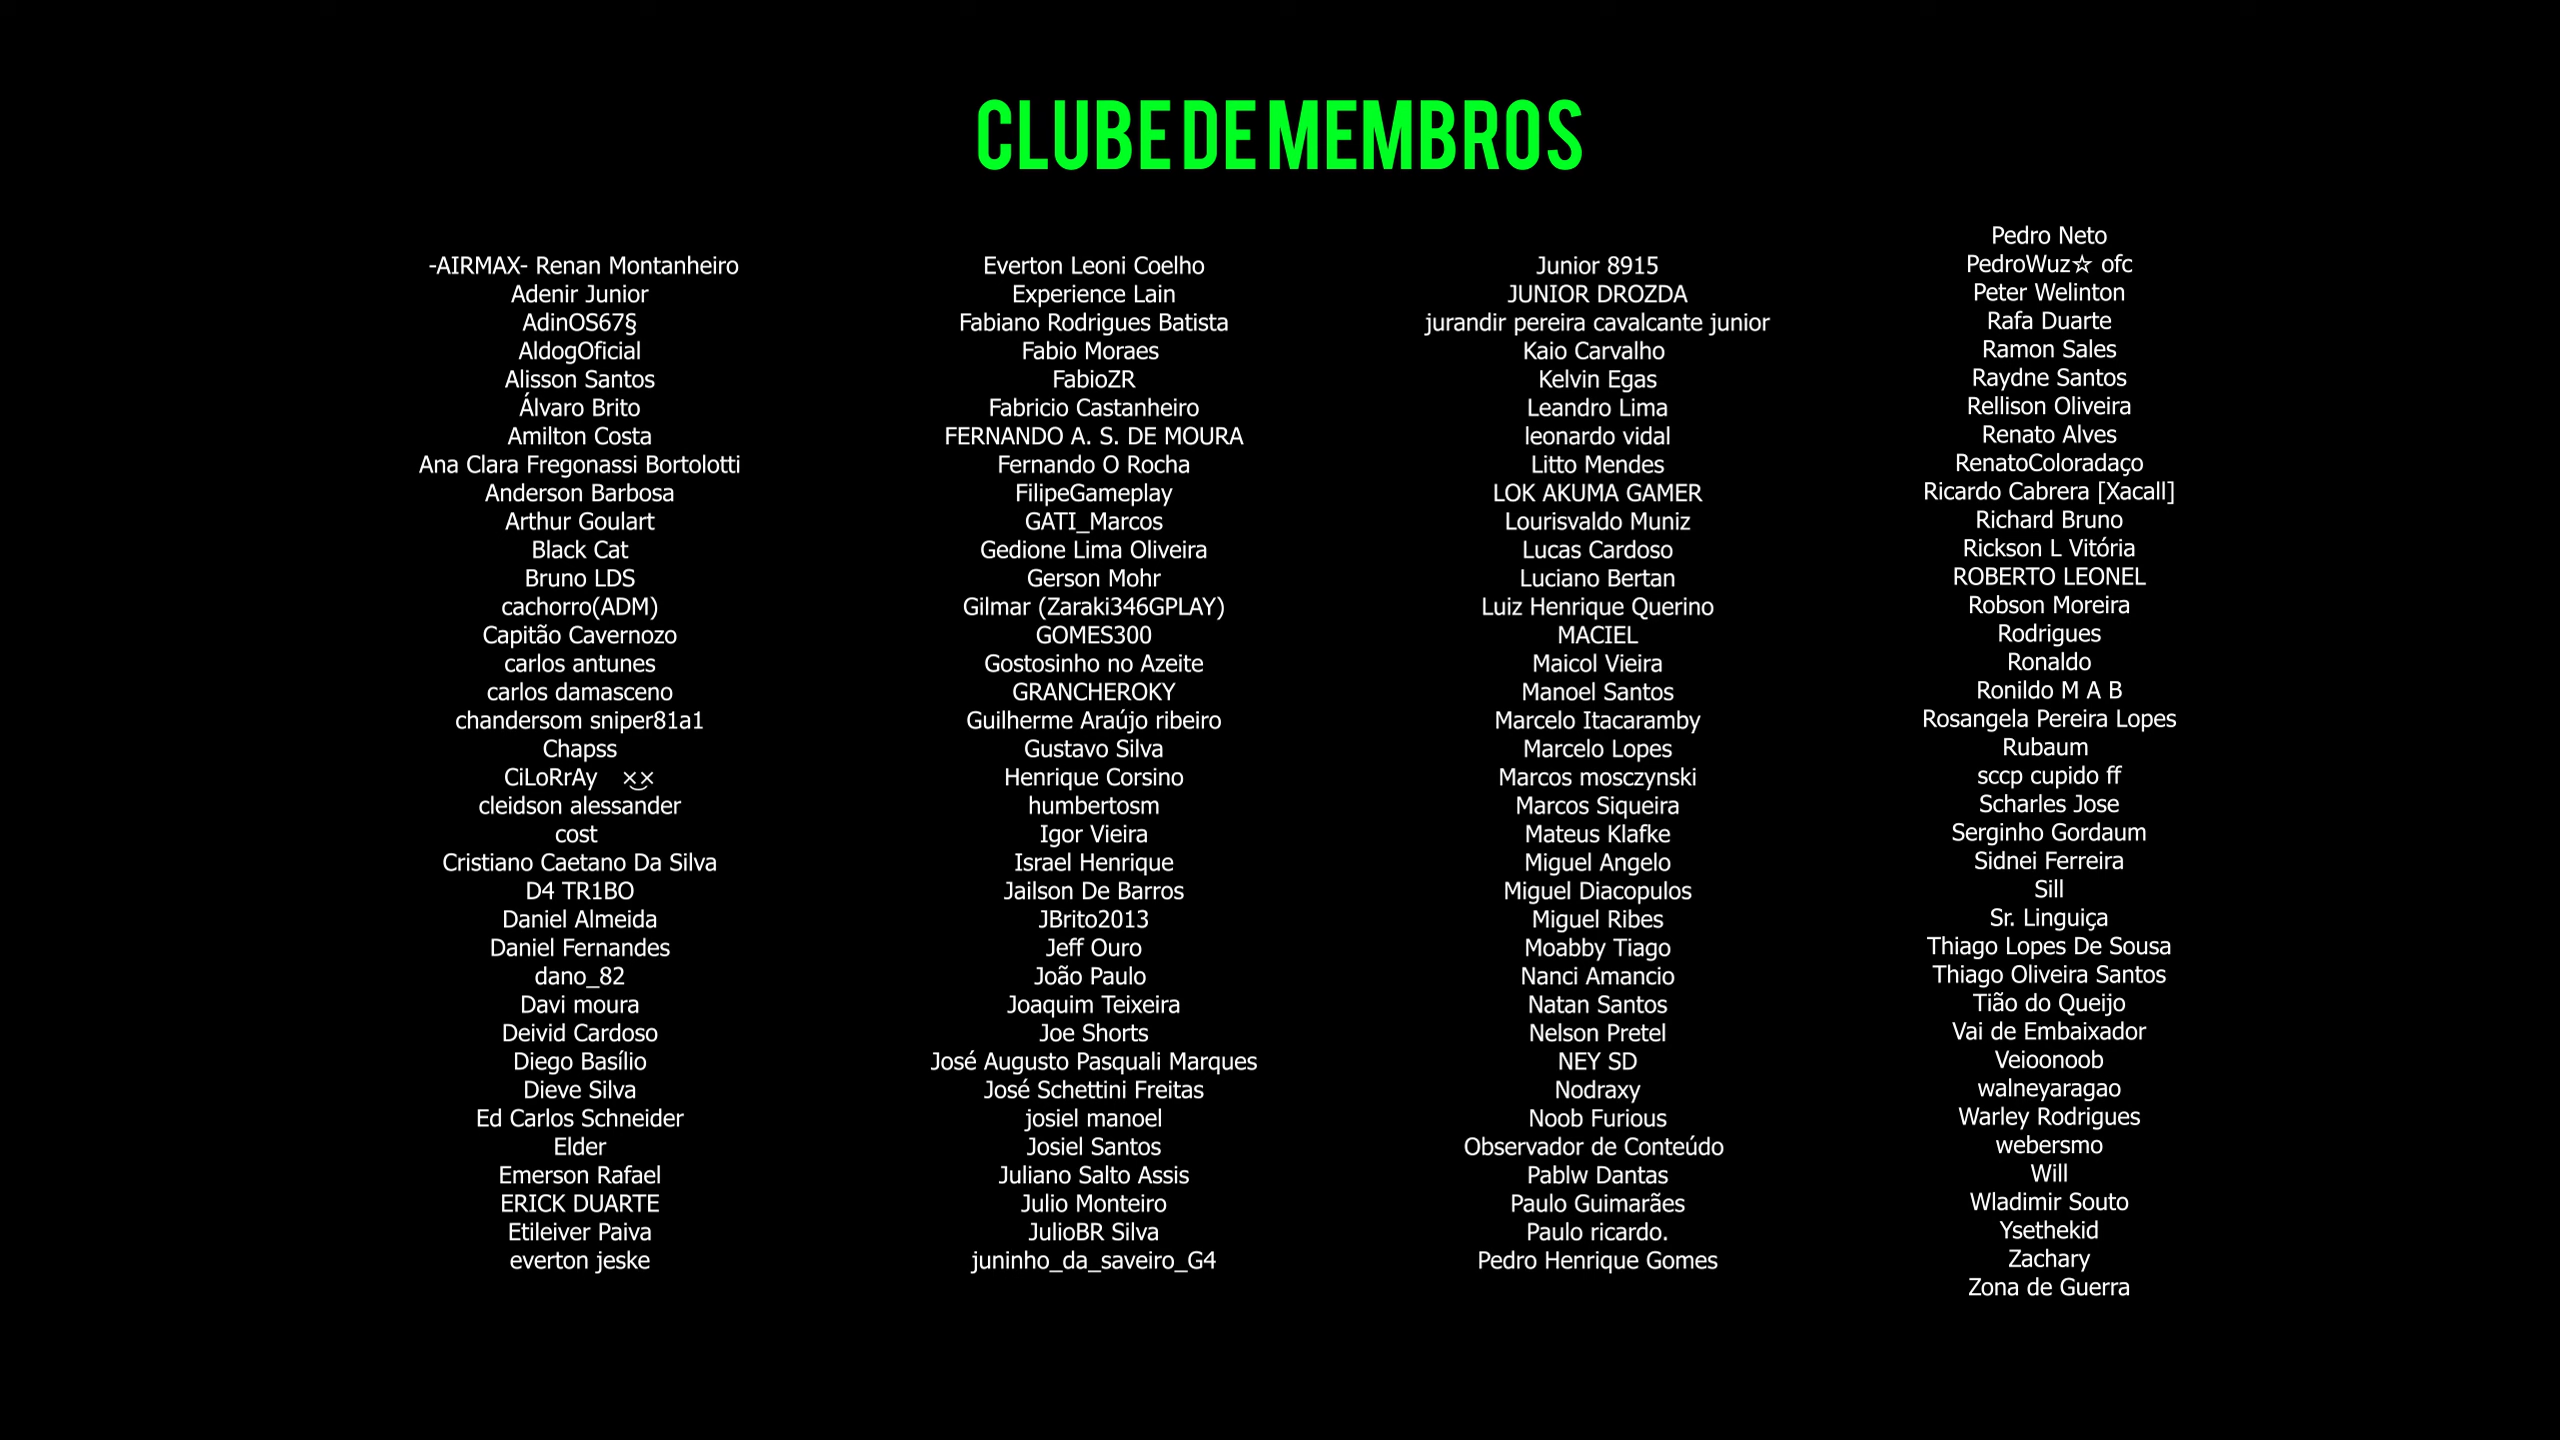 CLUBE DE MEMBROS
-AIRMAX- Renan Montanheiro
Adenir Junior
AdinOS67§
AldogOficial
Alisson Santos
Álvaro Brito
Amilton Costa
Ana Clara Fregonassi Bortolotti
Anderson Barbosa
Arthur Goulart
Black Cat
Bruno LDS
cachorro(ADM)
Capitão Cavernozo
carlos antunes
carlos damasceno
chandersom sniper81a1
Chapss
CiLoRrAy ×͜×
cleidson alessander
cost
Cristiano Caetano Da Silva
D4 TR1BO
Daniel Almeida
Daniel Fernandes
dano_82
Davi moura
Deivid Cardoso
Diego Basílio
Dieve Silva
Ed Carlos Schneider
Elder
Emerson Rafael
ERICK DUARTE
Etileiver Paiva
everton jeske
Everton Leoni Coelho
Experience Lain
Fabiano Rodrigues Batista
Fabio Moraes
FabioZR
Fabricio Castanheiro
FERNANDO A. S. DE MOURA
Fernando O Rocha
FilipeGameplay
GATI_Marcos
Gedione Lima Oliveira
Gerson Mohr
Gilmar (Zaraki346GPLAY)
GOMES300
Gostosinho no Azeite
GRANCHEROKY
Guilherme Araújo ribeiro
Gustavo Silva
Henrique Corsino
humbertosm
Igor Vieira
Israel Henrique
Jailson De Barros
JBrito2013
Jeff Ouro
João Paulo
Joaquim Teixeira
Joe Shorts
José Augusto Pasquali Marques
José Schettini Freitas
josiel manoel
Josiel Santos
Juliano Salto Assis
Julio Monteiro
JulioBR Silva
juninho_da_saveiro_G4
Junior 8915
JUNIOR DROZDA
jurandir pereira cavalcante junior
Kaio Carvalho
Kelvin Egas
Leandro Lima
leonardo vidal
Litto Mendes
LOK AKUMA GAMER
Lourisvaldo Muniz
Lucas Cardoso
Luciano Bertan
Luiz Henrique Querino
MACIEL
Maicol Vieira
Manoel Santos
Marcelo Itacaramby
Marcelo Lopes
Marcos mosczynski
Marcos Siqueira
Mateus Klafke
Miguel Angelo
Miguel Diacopulos
Miguel Ribes
Moabby Tiago
Nanci Amancio
Natan Santos
Nelson Pretel
NEY SD
Nodraxy
Noob Furious
Observador de Conteúdo
Pablw Dantas
Paulo Guimarães
Paulo ricardo.
Pedro Henrique Gomes
Pedro Neto
PedroWuz☆ ofc
Peter Welinton
Rafa Duarte
Ramon Sales
Raydne Santos
Rellison Oliveira
Renato Alves
RenatoColoradaço
Ricardo Cabrera [Xacall]
Richard Bruno
Rickson L Vitória
ROBERTO LEONEL
Robson Moreira
Rodrigues
Ronaldo
Ronildo M A B
Rosangela Pereira Lopes
Rubaum
sccp cupido ff
Scharles Jose
Serginho Gordaum
Sidnei Ferreira
Sill
Sr. Linguiça
Thiago Lopes De Sousa
Thiago Oliveira Santos
Tião do Queijo
Vai de Embaixador
Veioonoob
walneyaragao
Warley Rodrigues
webersmo
Will
Wladimir Souto
Ysethekid
Zachary
Zona de Guerra